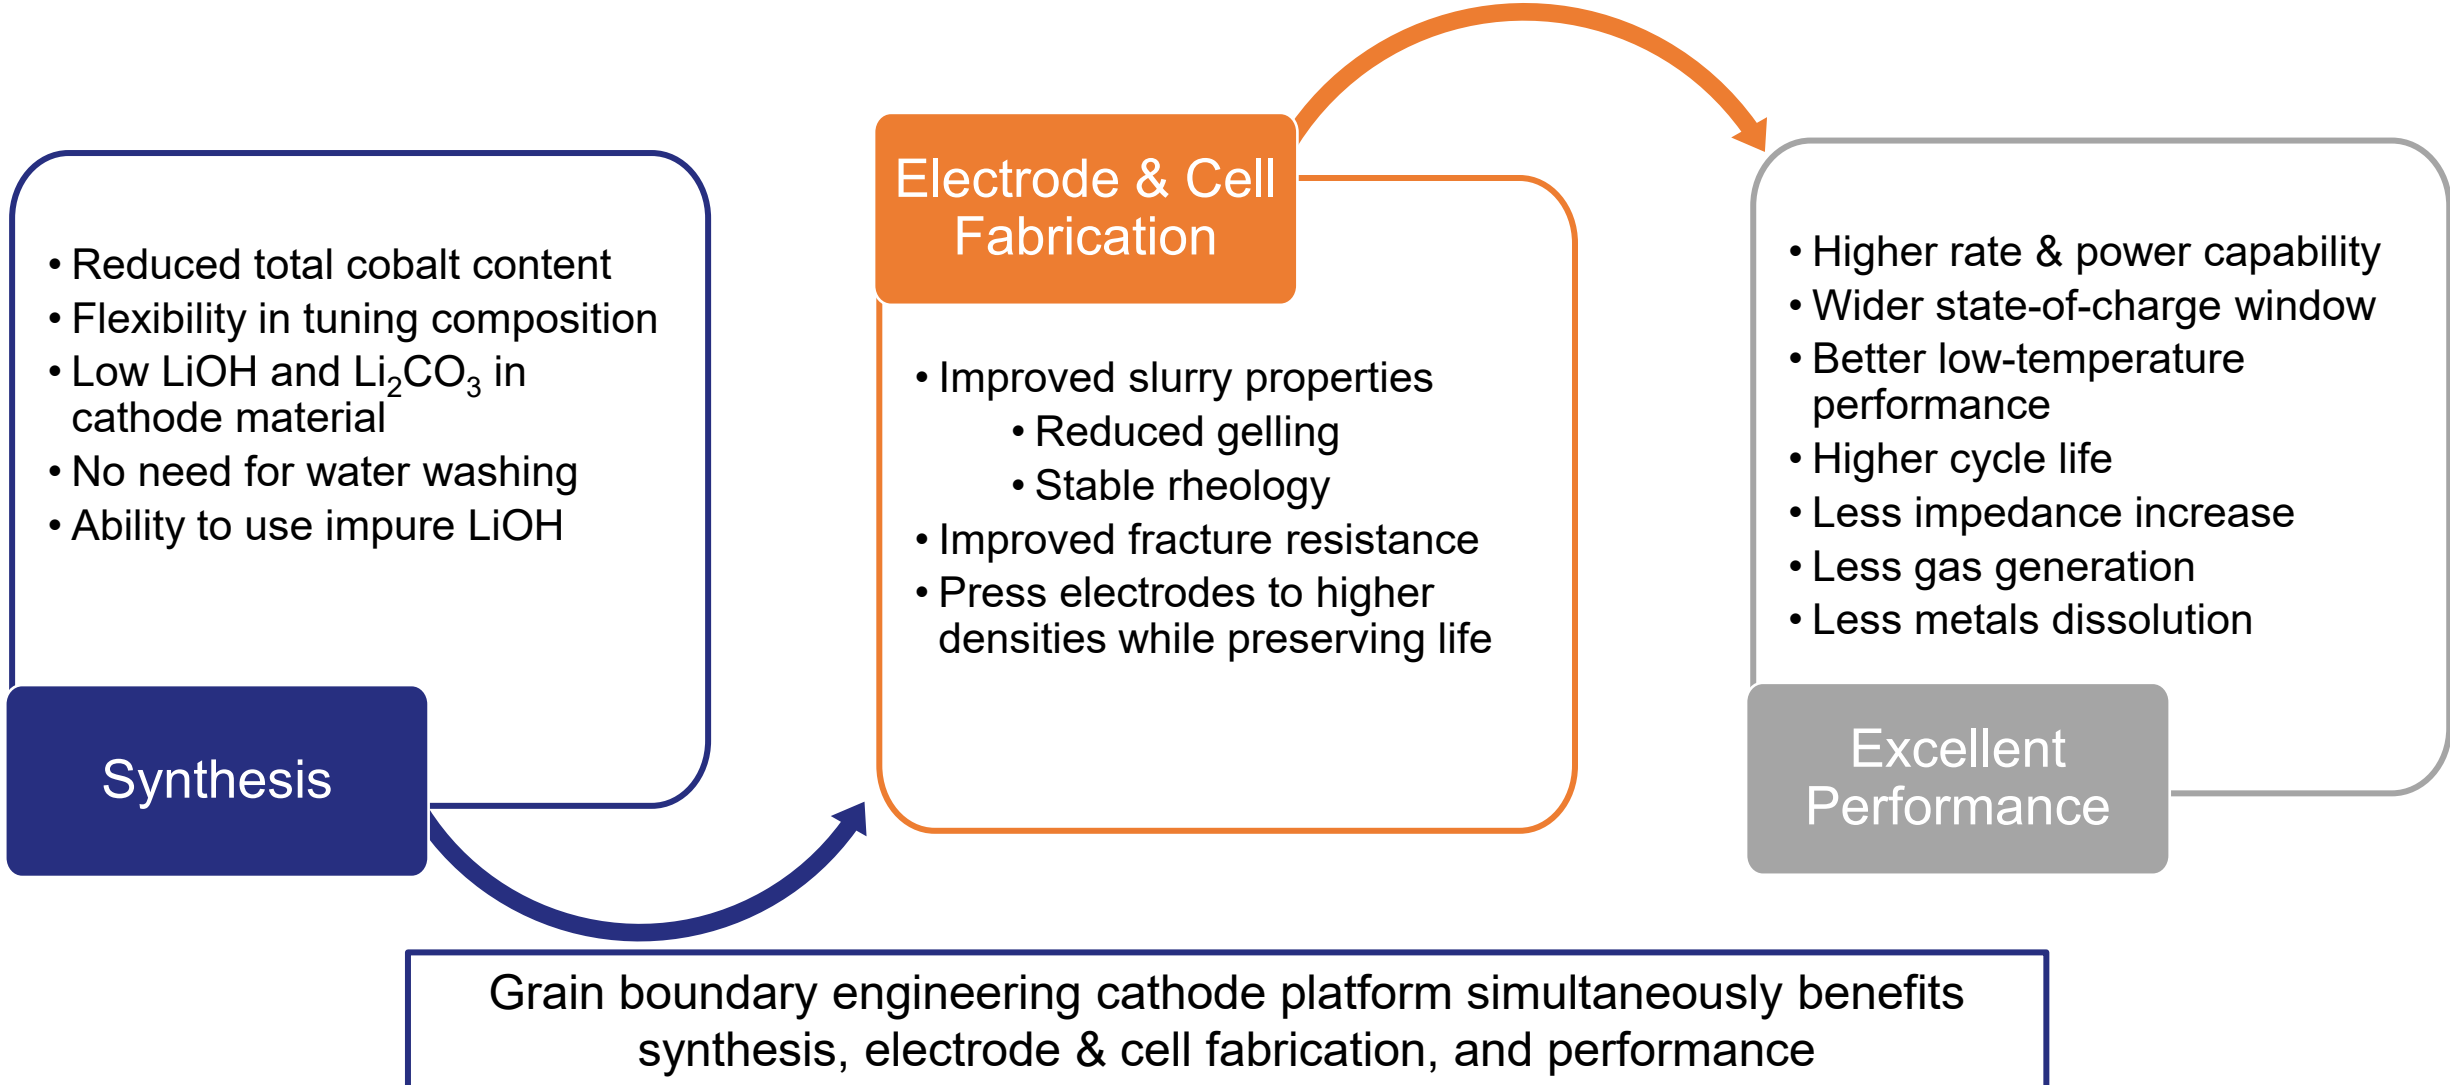 • Reduced total cobalt content
• Flexibility in tuning composition
• Low LiOH and Li₂CO₃ in
cathode material
• No need for water washing
• Ability to use impure LiOH
Synthesis
Electrode & Cell
Fabrication
• Improved slurry properties
• Reduced gelling
• Stable rheology
• Improved fracture resistance
• Press electrodes to higher
densities while preserving life
• Higher rate & power capability
• Wider state-of-charge window
• Better low-temperature
performance
• Higher cycle life
• Less impedance increase
• Less gas generation
• Less metals dissolution
Excellent
Performance
Grain boundary engineering cathode platform simultaneously benefits
synthesis, electrode & cell fabrication, and performance